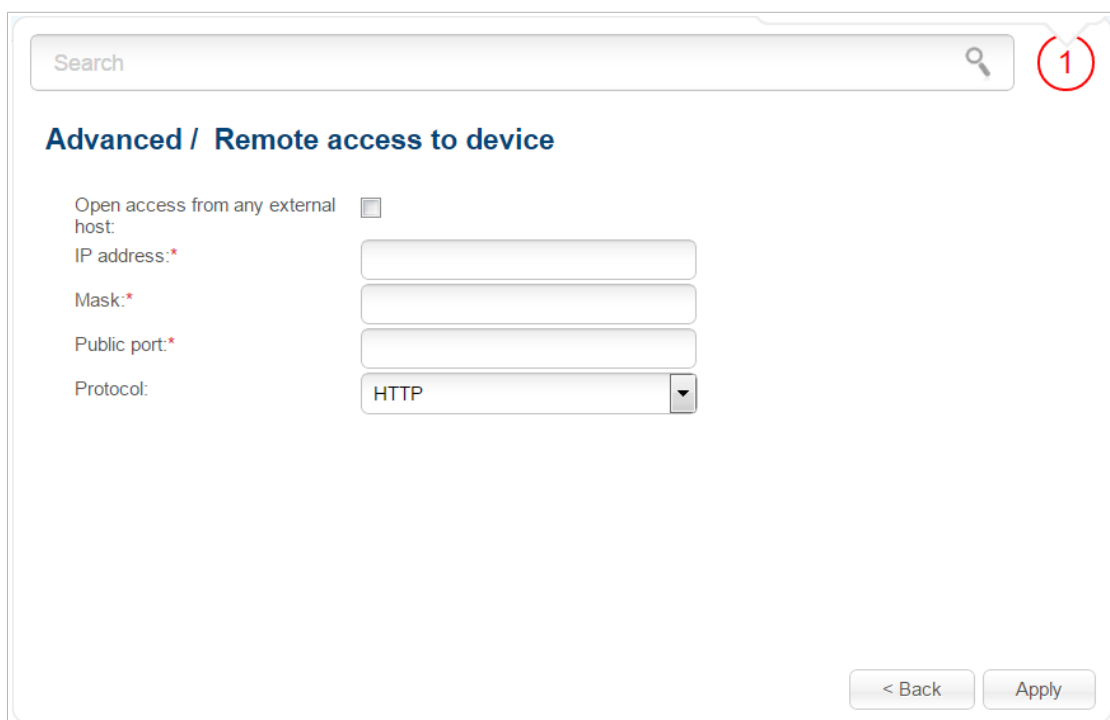 Search
1
Advanced / Remote access to device
Open access from any external
host:
IP address:*
Mask:*
Public port:*
Protocol:
HTTP
< Back
Apply